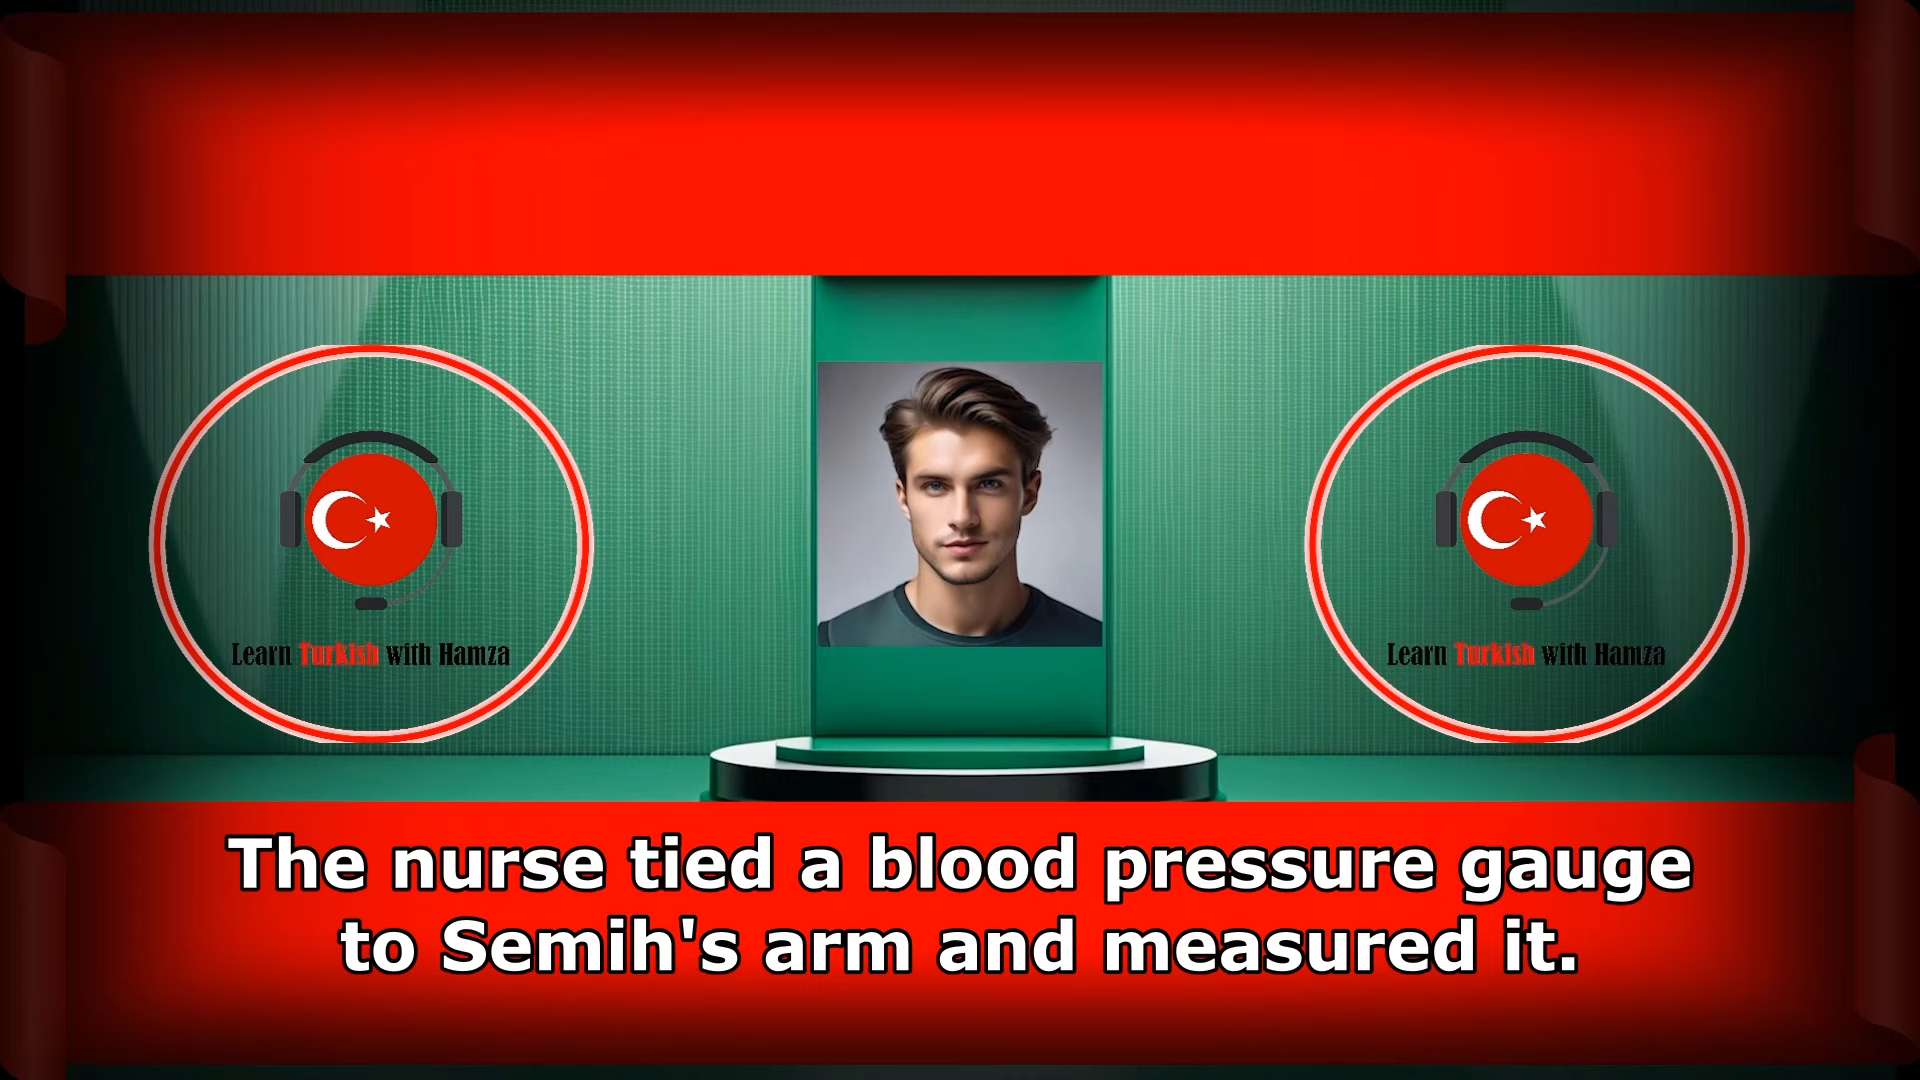 Learn Turkish with Hamza
Learn Turkish with Hamza
The nurse tied a blood pressure gauge
to Semih's arm and measured it.